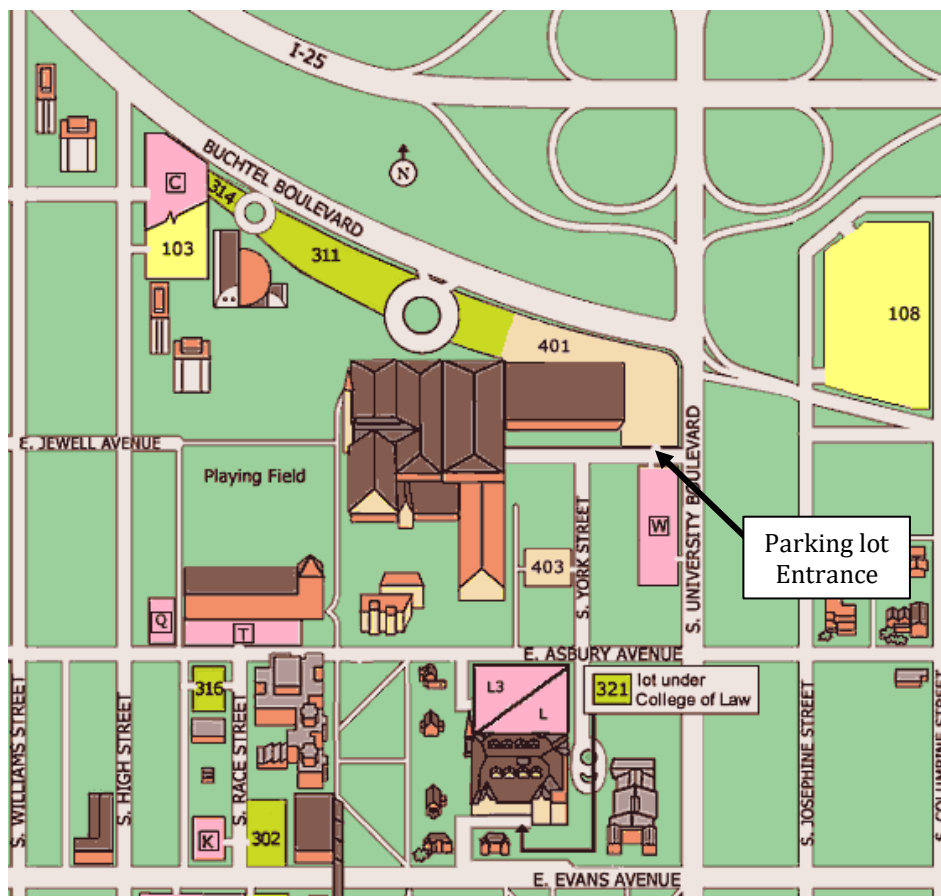 I-25
BUCHTEL BOULEVARD
N
C
314
103
311
401
108
E. JEWELL AVENUE
Playing Field
S. UNIVERSITY BOULEVARD
W
Parking lot
Entrance
403
S. YORK STREET
Q
T
E. ASBURY AVENUE
L3
L
321
lot under
College of Law
316
S. WILLIAMS STREET
S. HIGH STREET
S. RACE STREET
S. JOSEPHINE STREET
S. COLUMBINE STREET
K
302
E. EVANS AVENUE